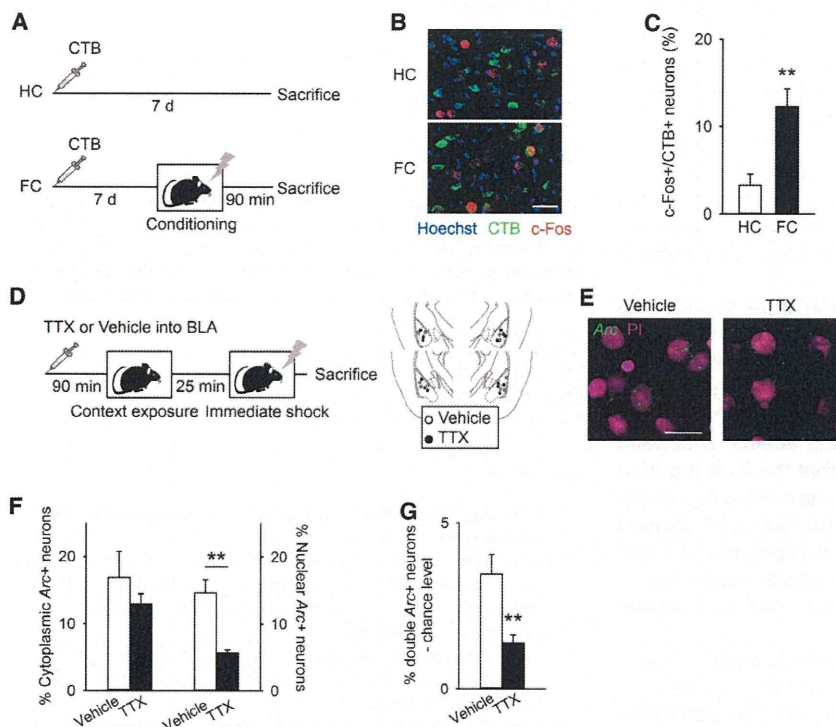 A
CTB
HC
7 d
Sacrifice
CTB
FC
7 d
90 min
Sacrifice
Conditioning
B
HC
FC
Hoechst CTB c-Fos
C
c-Fos+/CTB+ neurons (%)
20
10
0
**
HC FC
D
TTX or Vehicle into BLA
90 min
25 min
Sacrifice
Context exposure Immediate shock
Vehicle
TTX
E
Vehicle TTX
Arc PI
F
% Cytoplasmic Arc+ neurons
20
10
0
**
% Nuclear Arc+ neurons
20
10
0
Vehicle TTX
Vehicle TTX
G
% double Arc+ neurons
- chance level
5
0
**
Vehicle TTX